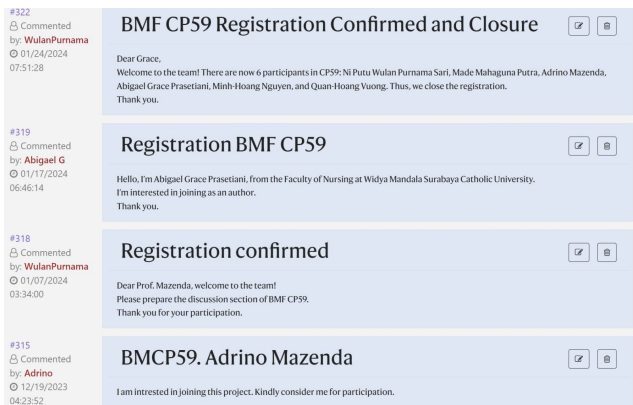 #322
Commented
by: WulanPurnama
01/24/2024
07:51:28
BMF CP59 Registration Confirmed and Closure
Dear Grace,
Welcome to the team! There are now 6 participants in CP59: Ni Putu Wulan Purnama Sari, Made Mahaguna Putra, Adrino Mazenda,
Abigael Grace Prasetiani, Minh-Hoang Nguyen, and Quan-Hoang Vuong. Thus, we close the registration.
Thank you.
#319
Commented
by: Abigael G
01/17/2024
06:46:14
Registration BMF CP59
Hello, I'm Abigael Grace Prasetiani, from the Faculty of Nursing at Widya Mandala Surabaya Catholic University.
I'm interested in joining as an author.
Thank you.
#318
Commented
by: WulanPurnama
01/07/2024
03:34:00
Registration confirmed
Dear Prof. Mazenda, welcome to the team!
Please prepare the discussion section of BMF CP59.
Thank you for your participation.
#315
Commented
by: Adrino
12/19/2023
04:23:52
BMCP59. Adrino Mazenda
I am intrested in joining this project. Kindly consider me for participation.